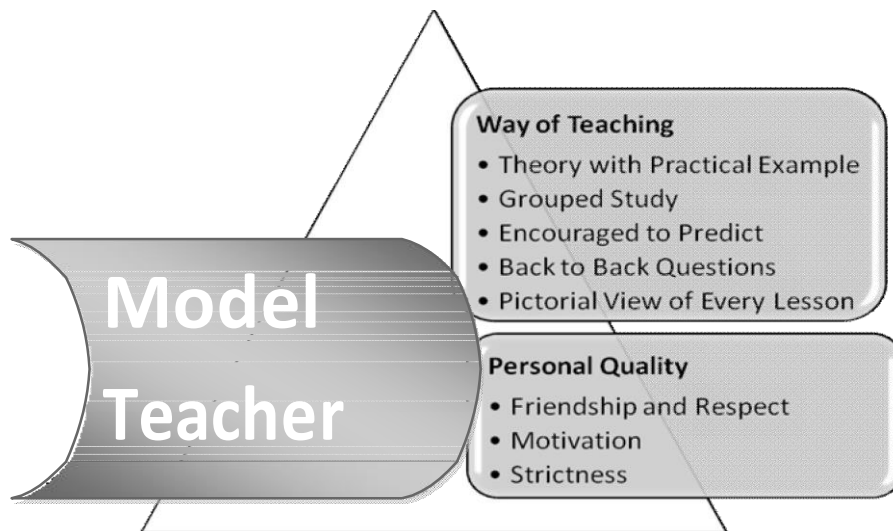 Model
Teacher
Way of Teaching
• Theory with Practical Example
• Grouped Study
• Encouraged to Predict
• Back to Back Questions
• Pictorial View of Every Lesson
Personal Quality
• Friendship and Respect
• Motivation
• Strictness